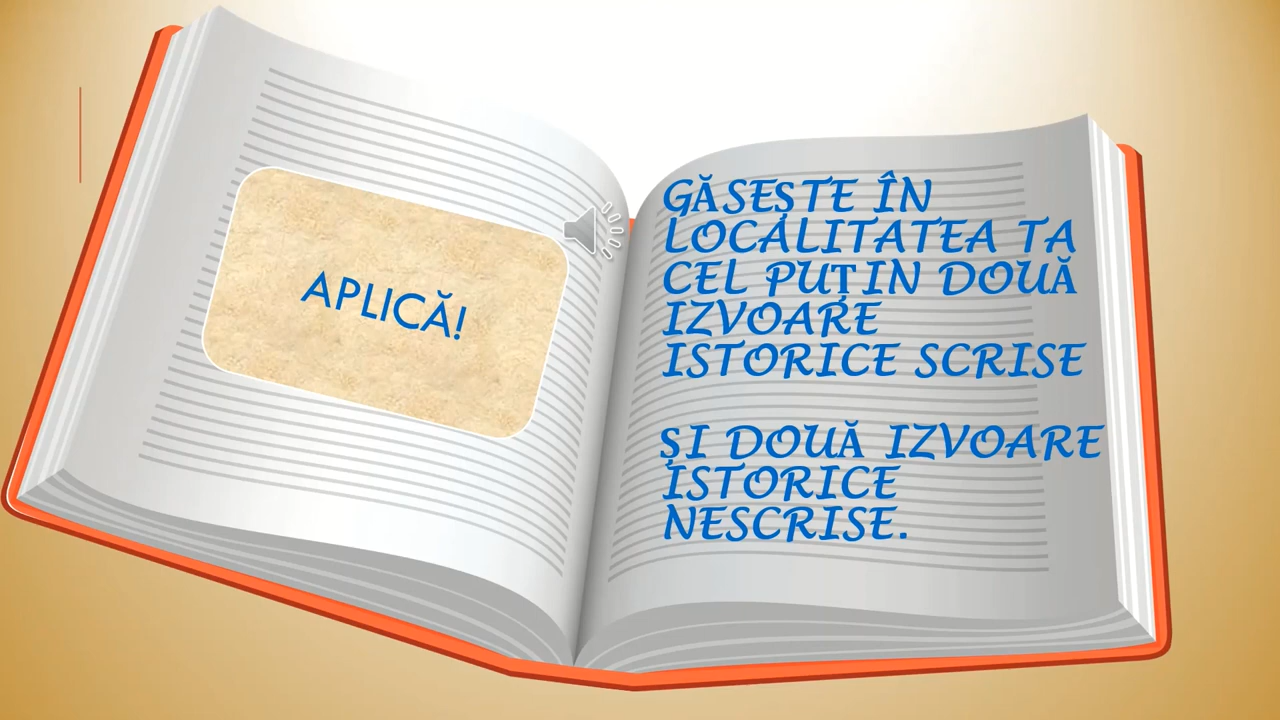 APLICĂ!
GĂSEȘTE ÎN
LOCALITATEA TA
CEL PUȚIN DOUĂ
IZVOARE
ISTORICE SCRISE
ȘI DOUĂ IZVOARE
ISTORICE
NESCRISE.